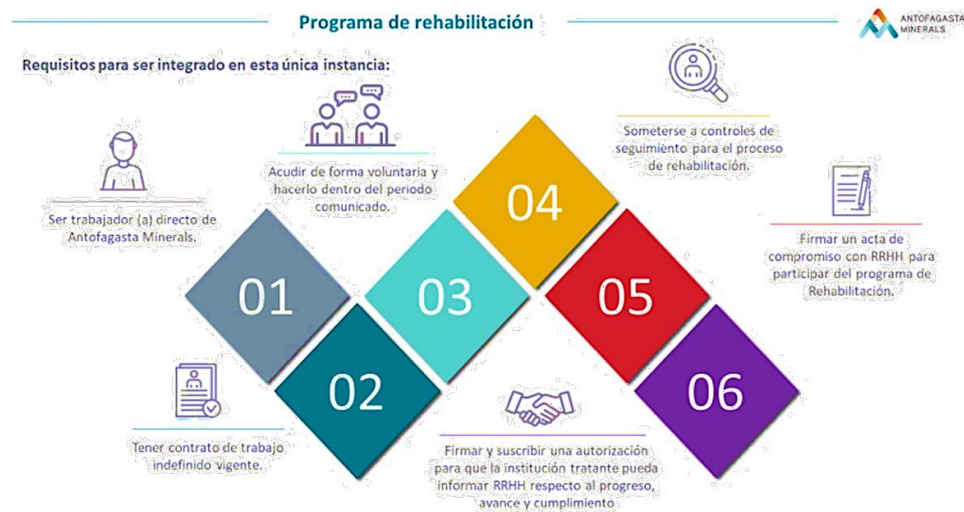 Programa de rehabilitación
ANTOFAGASTA
MINERALS
Requisitos para ser integrado en esta única instancia:
Ser trabajador (a) directo de
Antofagasta Minerals.
01
Tener contrato de trabajo
indefinido vigente.
02
Acudir de forma voluntaria y
hacerlo dentro del periodo
comunicado.
03
Someterse a controles de
seguimiento para el proceso
de rehabilitación.
04
Firmar un acta de
compromiso con RRHH para
participar del programa de
Rehabilitación.
05
Firmar y suscribir una autorización
para que la institución tratante pueda
informar RRHH respecto al progreso,
avance y cumplimiento
06